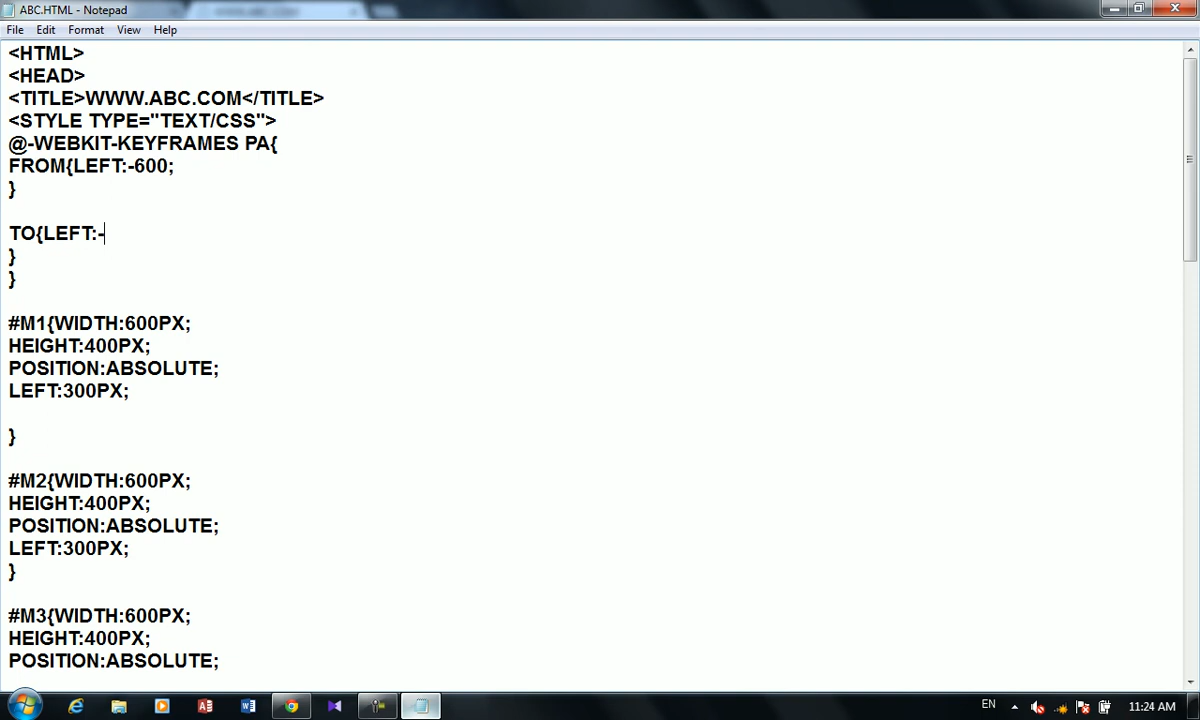 ABC.HTML - Notepad
File Edit Format View Help
<HTML>
<HEAD>
<TITLE>WWW.ABC.COM</TITLE>
<STYLE TYPE="TEXT/CSS">
@-WEBKIT-KEYFRAMES PA{
FROM{LEFT:-600;
}
TO{LEFT:-
}
}
#M1{WIDTH:600PX;
HEIGHT:400PX;
POSITION:ABSOLUTE;
LEFT:300PX;
}
#M2{WIDTH:600PX;
HEIGHT:400PX;
POSITION:ABSOLUTE;
LEFT:300PX;
}
#M3{WIDTH:600PX;
HEIGHT:400PX;
POSITION:ABSOLUTE;
EN 11:24 AM